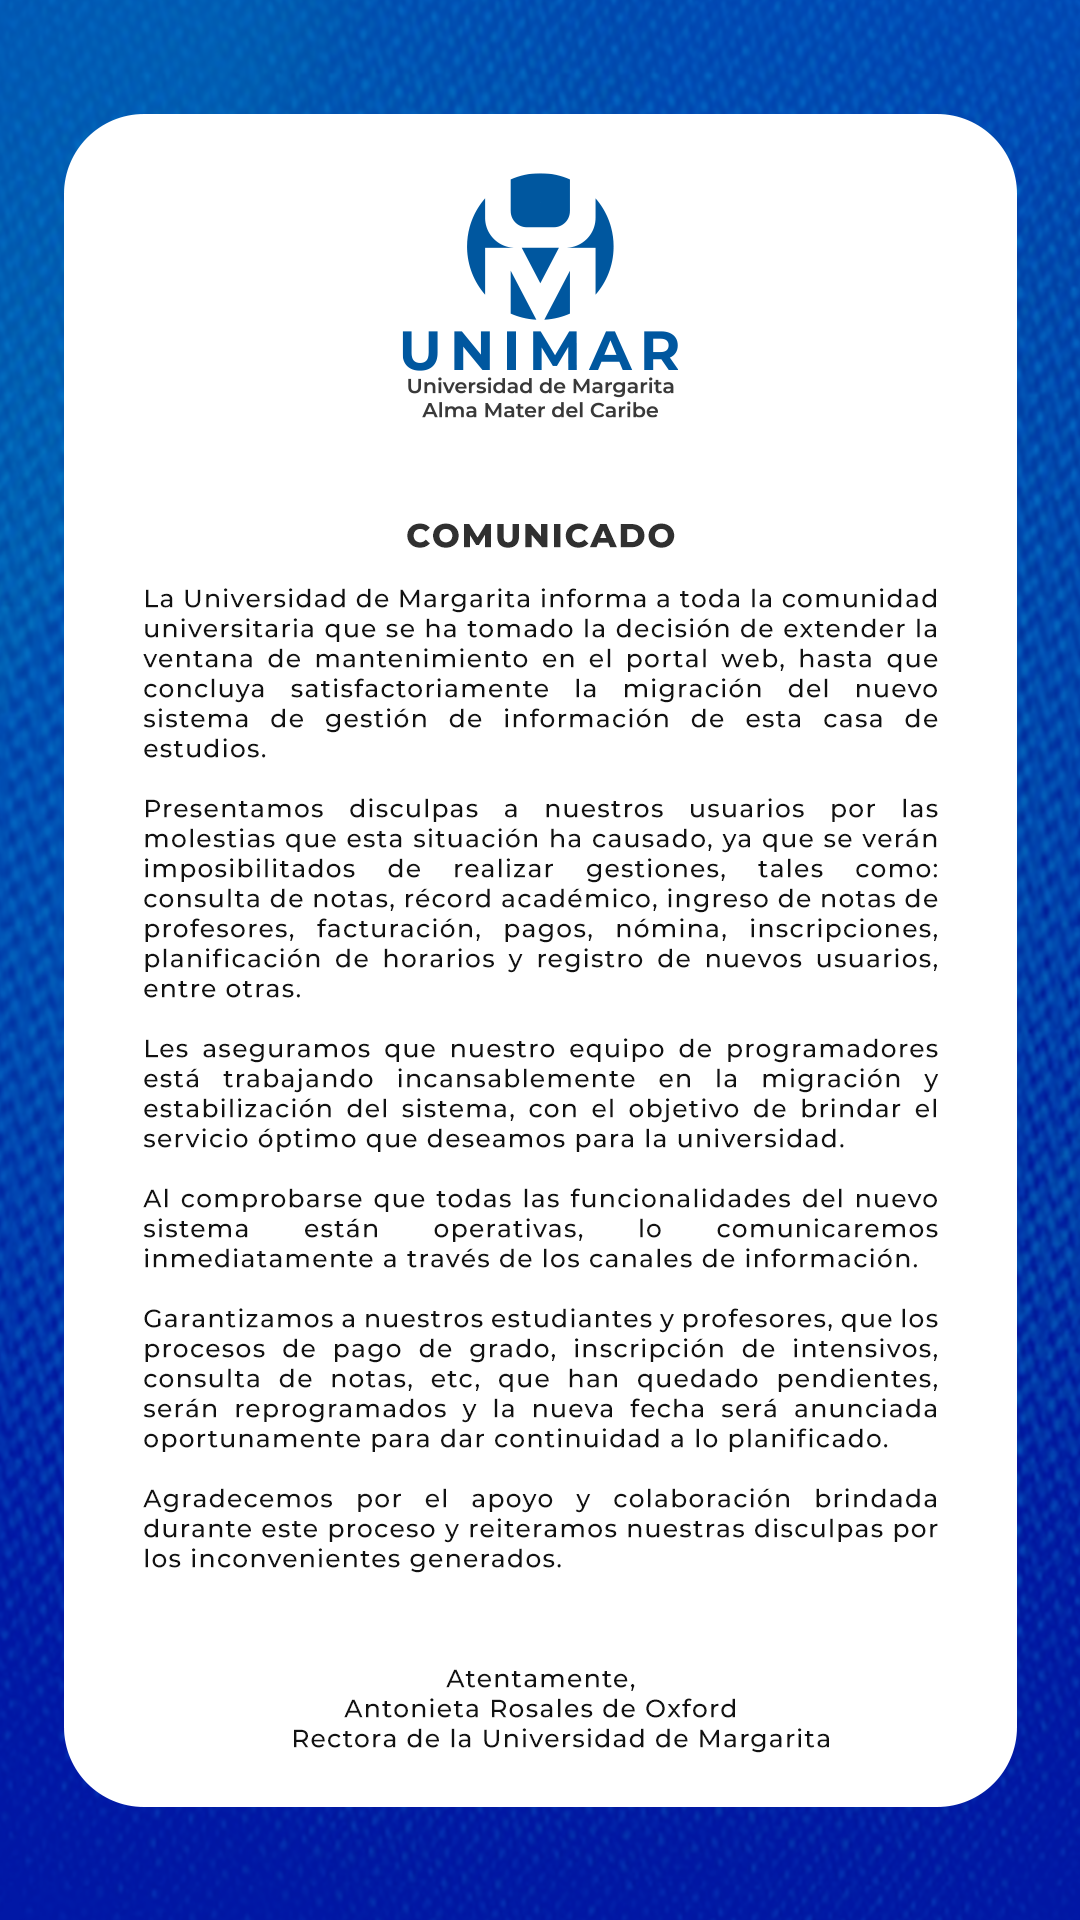 UNIMAR
Universidad de Margarita
Alma Mater del Caribe
COMUNICADO
La Universidad de Margarita informa a toda la comunidad
universitaria que se ha tomado la decisión de extender la
ventana de mantenimiento en el portal web, hasta que
concluya satisfactoriamente la migración del nuevo
sistema de gestión de información de esta casa de
estudios.
Presentamos disculpas a nuestros usuarios por las
molestias que esta situación ha causado, ya que se verán
imposibilitados de realizar gestiones, tales como:
consulta de notas, récord académico, ingreso de notas de
profesores, facturación, pagos, nómina, inscripciones,
planificación de horarios y registro de nuevos usuarios,
entre otras.
Les aseguramos que nuestro equipo de programadores
está trabajando incansablemente en la migración y
estabilización del sistema, con el objetivo de brindar el
servicio óptimo que deseamos para la universidad.
Al comprobarse que todas las funcionalidades del nuevo
sistema están operativas, lo comunicaremos
inmediatamente a través de los canales de información.
Garantizamos a nuestros estudiantes y profesores, que los
procesos de pago de grado, inscripción de intensivos,
consulta de notas, etc, que han quedado pendientes,
serán reprogramados y la nueva fecha será anunciada
oportunamente para dar continuidad a lo planificado.
Agradecemos por el apoyo y colaboración brindada
durante este proceso y reiteramos nuestras disculpas por
los inconvenientes generados.
Atentamente,
Antonieta Rosales de Oxford
Rectora de la Universidad de Margarita